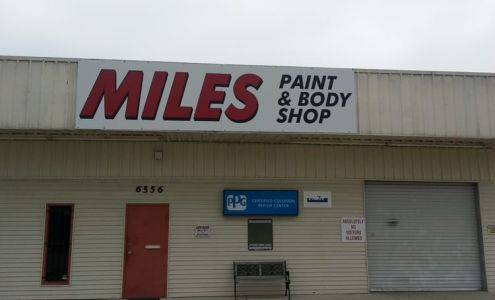 MILES
PAINT
& BODY
SHOP
6556
PPG
CERTIFIED COLLISION
REPAIR CENTER
ABSOLUTELY
NO
VISITORS
ALLOWED